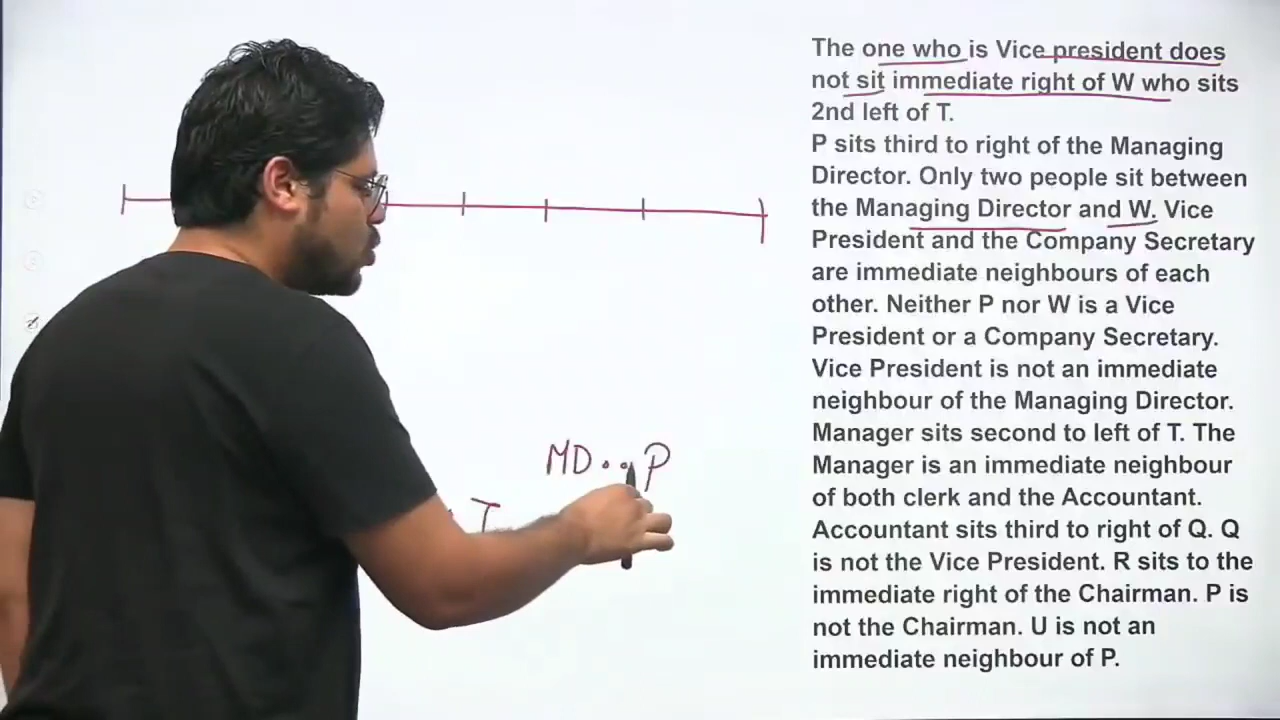 The one who is Vice president does
not sit immediate right of W who sits
2nd left of T.
P sits third to right of the Managing
Director. Only two people sit between
the Managing Director and W. Vice
President and the Company Secretary
are immediate neighbours of each
other. Neither P nor W is a Vice
President or a Company Secretary.
Vice President is not an immediate
neighbour of the Managing Director.
Manager sits second to left of T. The
Manager is an immediate neighbour
of both clerk and the Accountant.
Accountant sits third to right of Q. Q
is not the Vice President. R sits to the
immediate right of the Chairman. P is
not the Chairman. U is not an
immediate neighbour of P.
MD . . P
T